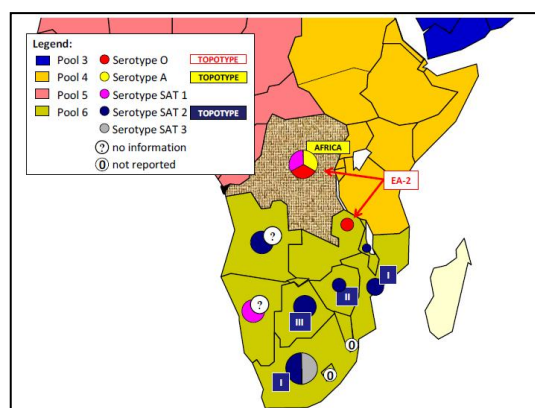 Legend:
Pool 3
Pool 4
Pool 5
Pool 6
Serotype O
Serotype A
Serotype SAT 1
Serotype SAT 2
Serotype SAT 3
? no information
0 not reported
TOPOTYPE
TOPOTYPE
TOPOTYPE
AFRICA
EA-2
?
I
II
?
III
0
I
0